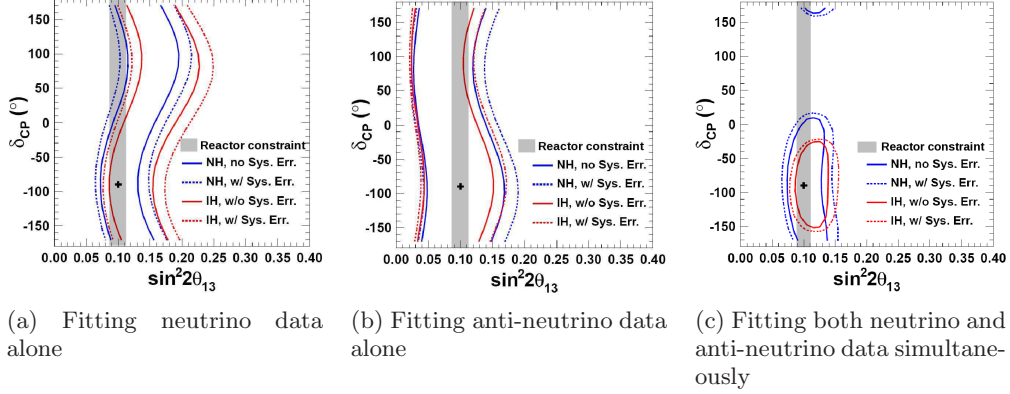 150
100
50
0
-50
-100
-150
δCP (°)
Reactor constraint
NH, no Sys. Err.
NH, w/ Sys. Err.
IH, w/o Sys. Err.
IH, w/ Sys. Err.
0.00 0.05 0.10 0.15 0.20 0.25 0.30 0.35 0.40
sin²2θ13
(a) Fitting neutrino data
alone
150
100
50
0
-50
-100
-150
δCP (°)
Reactor constraint
NH, no Sys. Err.
NH, w/ Sys. Err.
IH, w/o Sys. Err.
IH, w/ Sys. Err.
0.00 0.05 0.10 0.15 0.20 0.25 0.30 0.35 0.40
sin²2θ13
(b) Fitting anti-neutrino data
alone
150
100
50
0
-50
-100
-150
δCP (°)
Reactor constraint
NH, no Sys. Err.
NH, w/ Sys. Err.
IH, w/o Sys. Err.
IH, w/ Sys. Err.
0.00 0.05 0.10 0.15 0.20 0.25 0.30 0.35 0.40
sin²2θ13
(c) Fitting both neutrino and
anti-neutrino data simultane-
ously